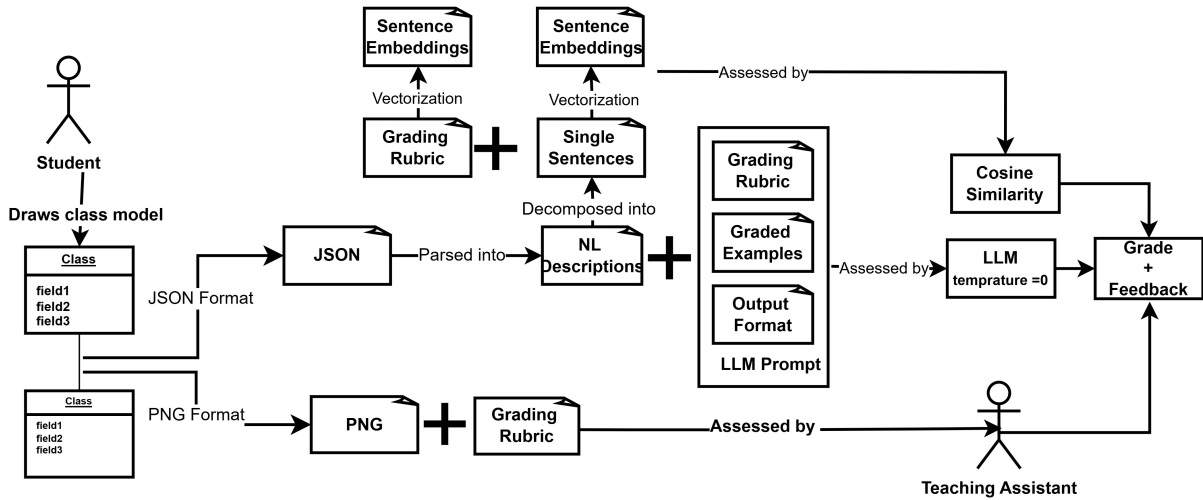 Sentence
Embeddings
Sentence
Embeddings
Assessed by
Vectorization
Vectorization
Grading
Rubric
Single
Sentences
Student
Grading
Rubric
Cosine
Similarity
Draws class model
Decomposed into
Class
field1
field2
field3
JSON Format
JSON
Parsed into
NL
Descriptions
Graded
Examples
Assessed by
LLM
temprature =0
Grade
+
Feedback
Output
Format
LLM Prompt
Class
field1
field2
field3
PNG Format
PNG
Grading
Rubric
Assessed by
Teaching Assistant